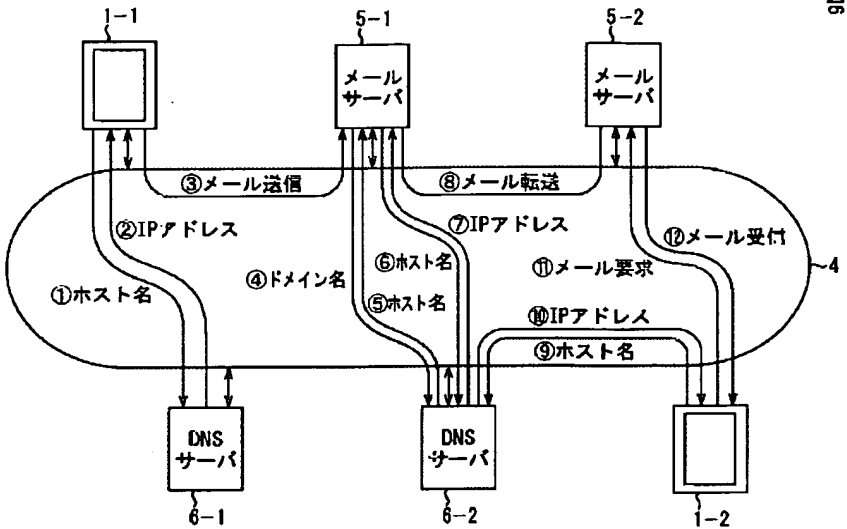 1-1
5-1
5-2
メール
サーバ
メール
サーバ
③メール送信
⑧メール転送
②IPアドレス
⑦IPアドレス
⑫メール受付
④ドメイン名
⑥ホスト名
⑪メール要求
4
①ホスト名
⑤ホスト名
⑩IPアドレス
⑨ホスト名
DNS
サーバ
DNS
サーバ
6-1
6-2
1-2